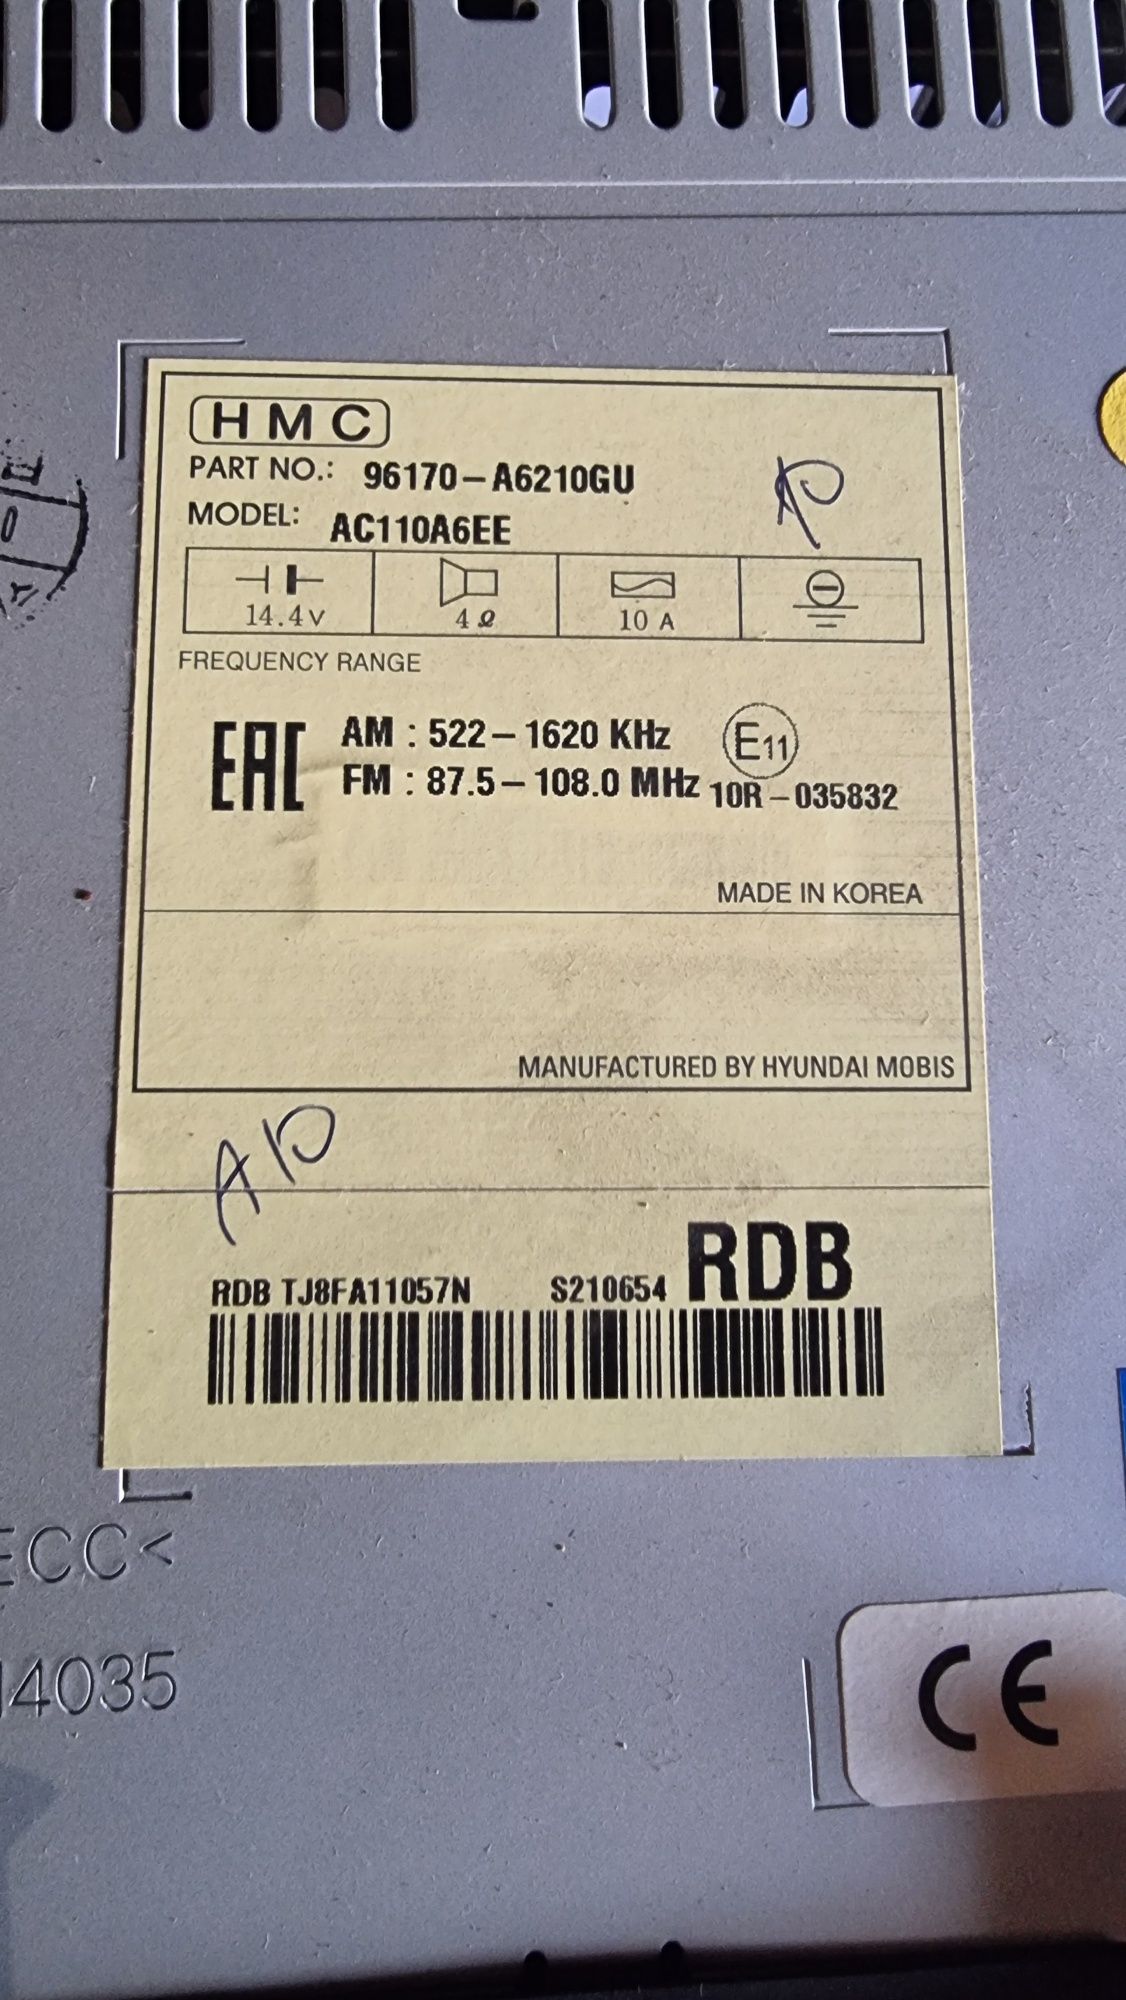 HMC
PART NO.: 96170-A6210GU
MODEL: AC110A6EE
14.4V
4Ω
10 A
FREQUENCY RANGE
EAC
AM : 522-1620 KHz
E11
FM : 87.5-108.0 MHz
10R-035832
MADE IN KOREA
MANUFACTURED BY HYUNDAI MOBIS
A10
RDB TJ8FA11057N
S210654
RDB
ECC<
14035
CE